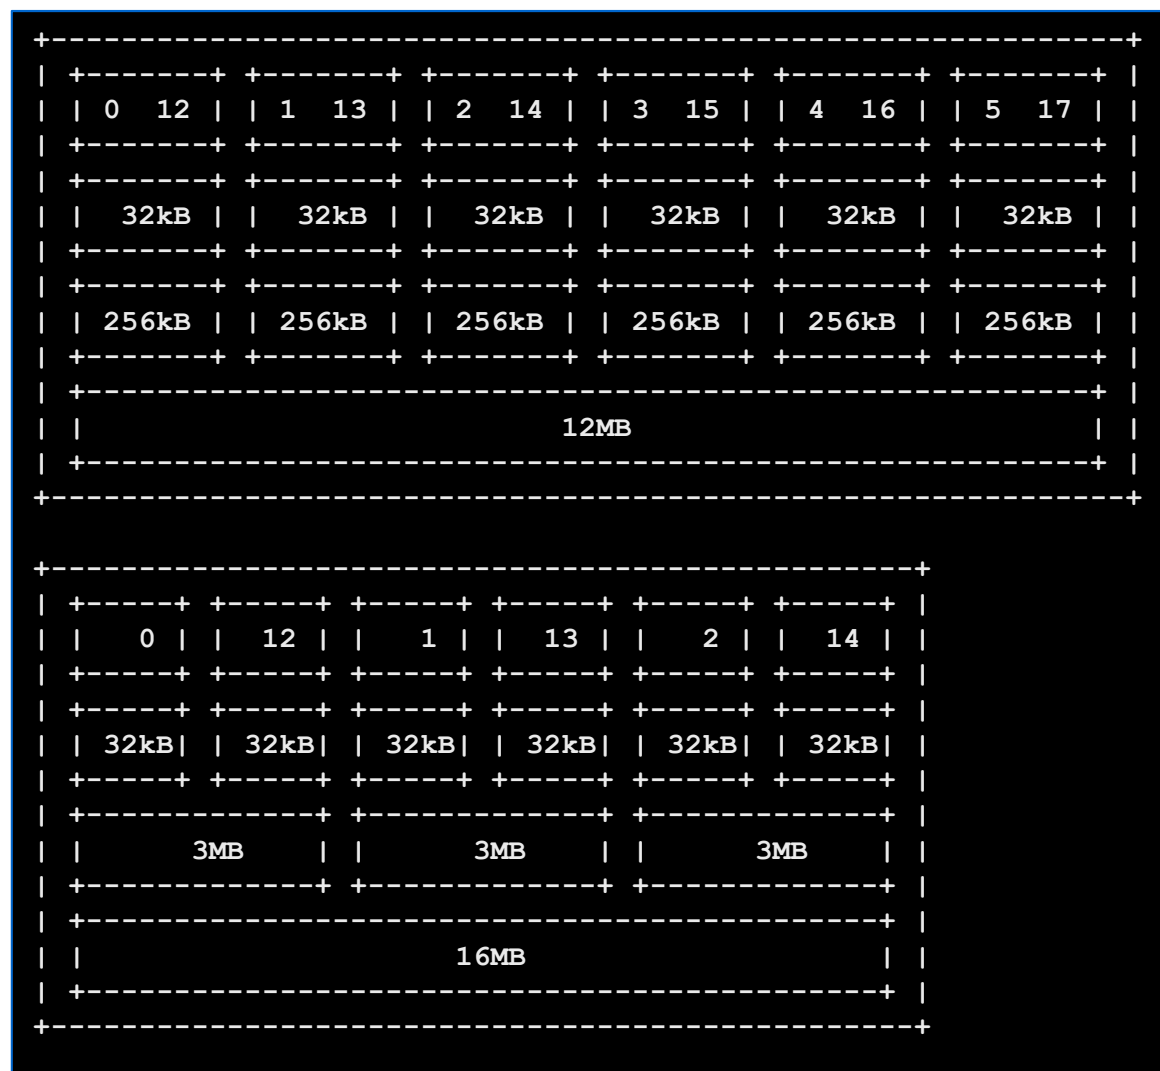 +-------------------------------------------------------------+
| +-------+ +-------+ +-------+ +-------+ +-------+ +-------+ |
| | 0  12 | | 1  13 | | 2  14 | | 3  15 | | 4  16 | | 5  17 | |
| +-------+ +-------+ +-------+ +-------+ +-------+ +-------+ |
| +-------+ +-------+ +-------+ +-------+ +-------+ +-------+ |
| |  32kB | |  32kB | |  32kB | |  32kB | |  32kB | |  32kB | |
| +-------+ +-------+ +-------+ +-------+ +-------+ +-------+ |
| +-------+ +-------+ +-------+ +-------+ +-------+ +-------+ |
| | 256kB | | 256kB | | 256kB | | 256kB | | 256kB | | 256kB | |
| +-------+ +-------+ +-------+ +-------+ +-------+ +-------+ |
| +---------------------------------------------------------+ |
| |                           12MB                          | |
| +---------------------------------------------------------+ |
+-------------------------------------------------------------+

+-------------------------------------------------+
| +-----+ +-----+ +-----+ +-----+ +-----+ +-----+ |
| |   0 | |  12 | |   1 | |  13 | |   2 | |  14 | |
| +-----+ +-----+ +-----+ +-----+ +-----+ +-----+ |
| +-----+ +-----+ +-----+ +-----+ +-----+ +-----+ |
| | 32kB| | 32kB| | 32kB| | 32kB| | 32kB| | 32kB| |
| +-----+ +-----+ +-----+ +-----+ +-----+ +-----+ |
| +-------------+ +-------------+ +-------------+ |
| |      3MB    | |      3MB    | |      3MB    | |
| +-------------+ +-------------+ +-------------+ |
| +---------------------------------------------+ |
| |                     16MB                    | |
| +---------------------------------------------+ |
+-------------------------------------------------+